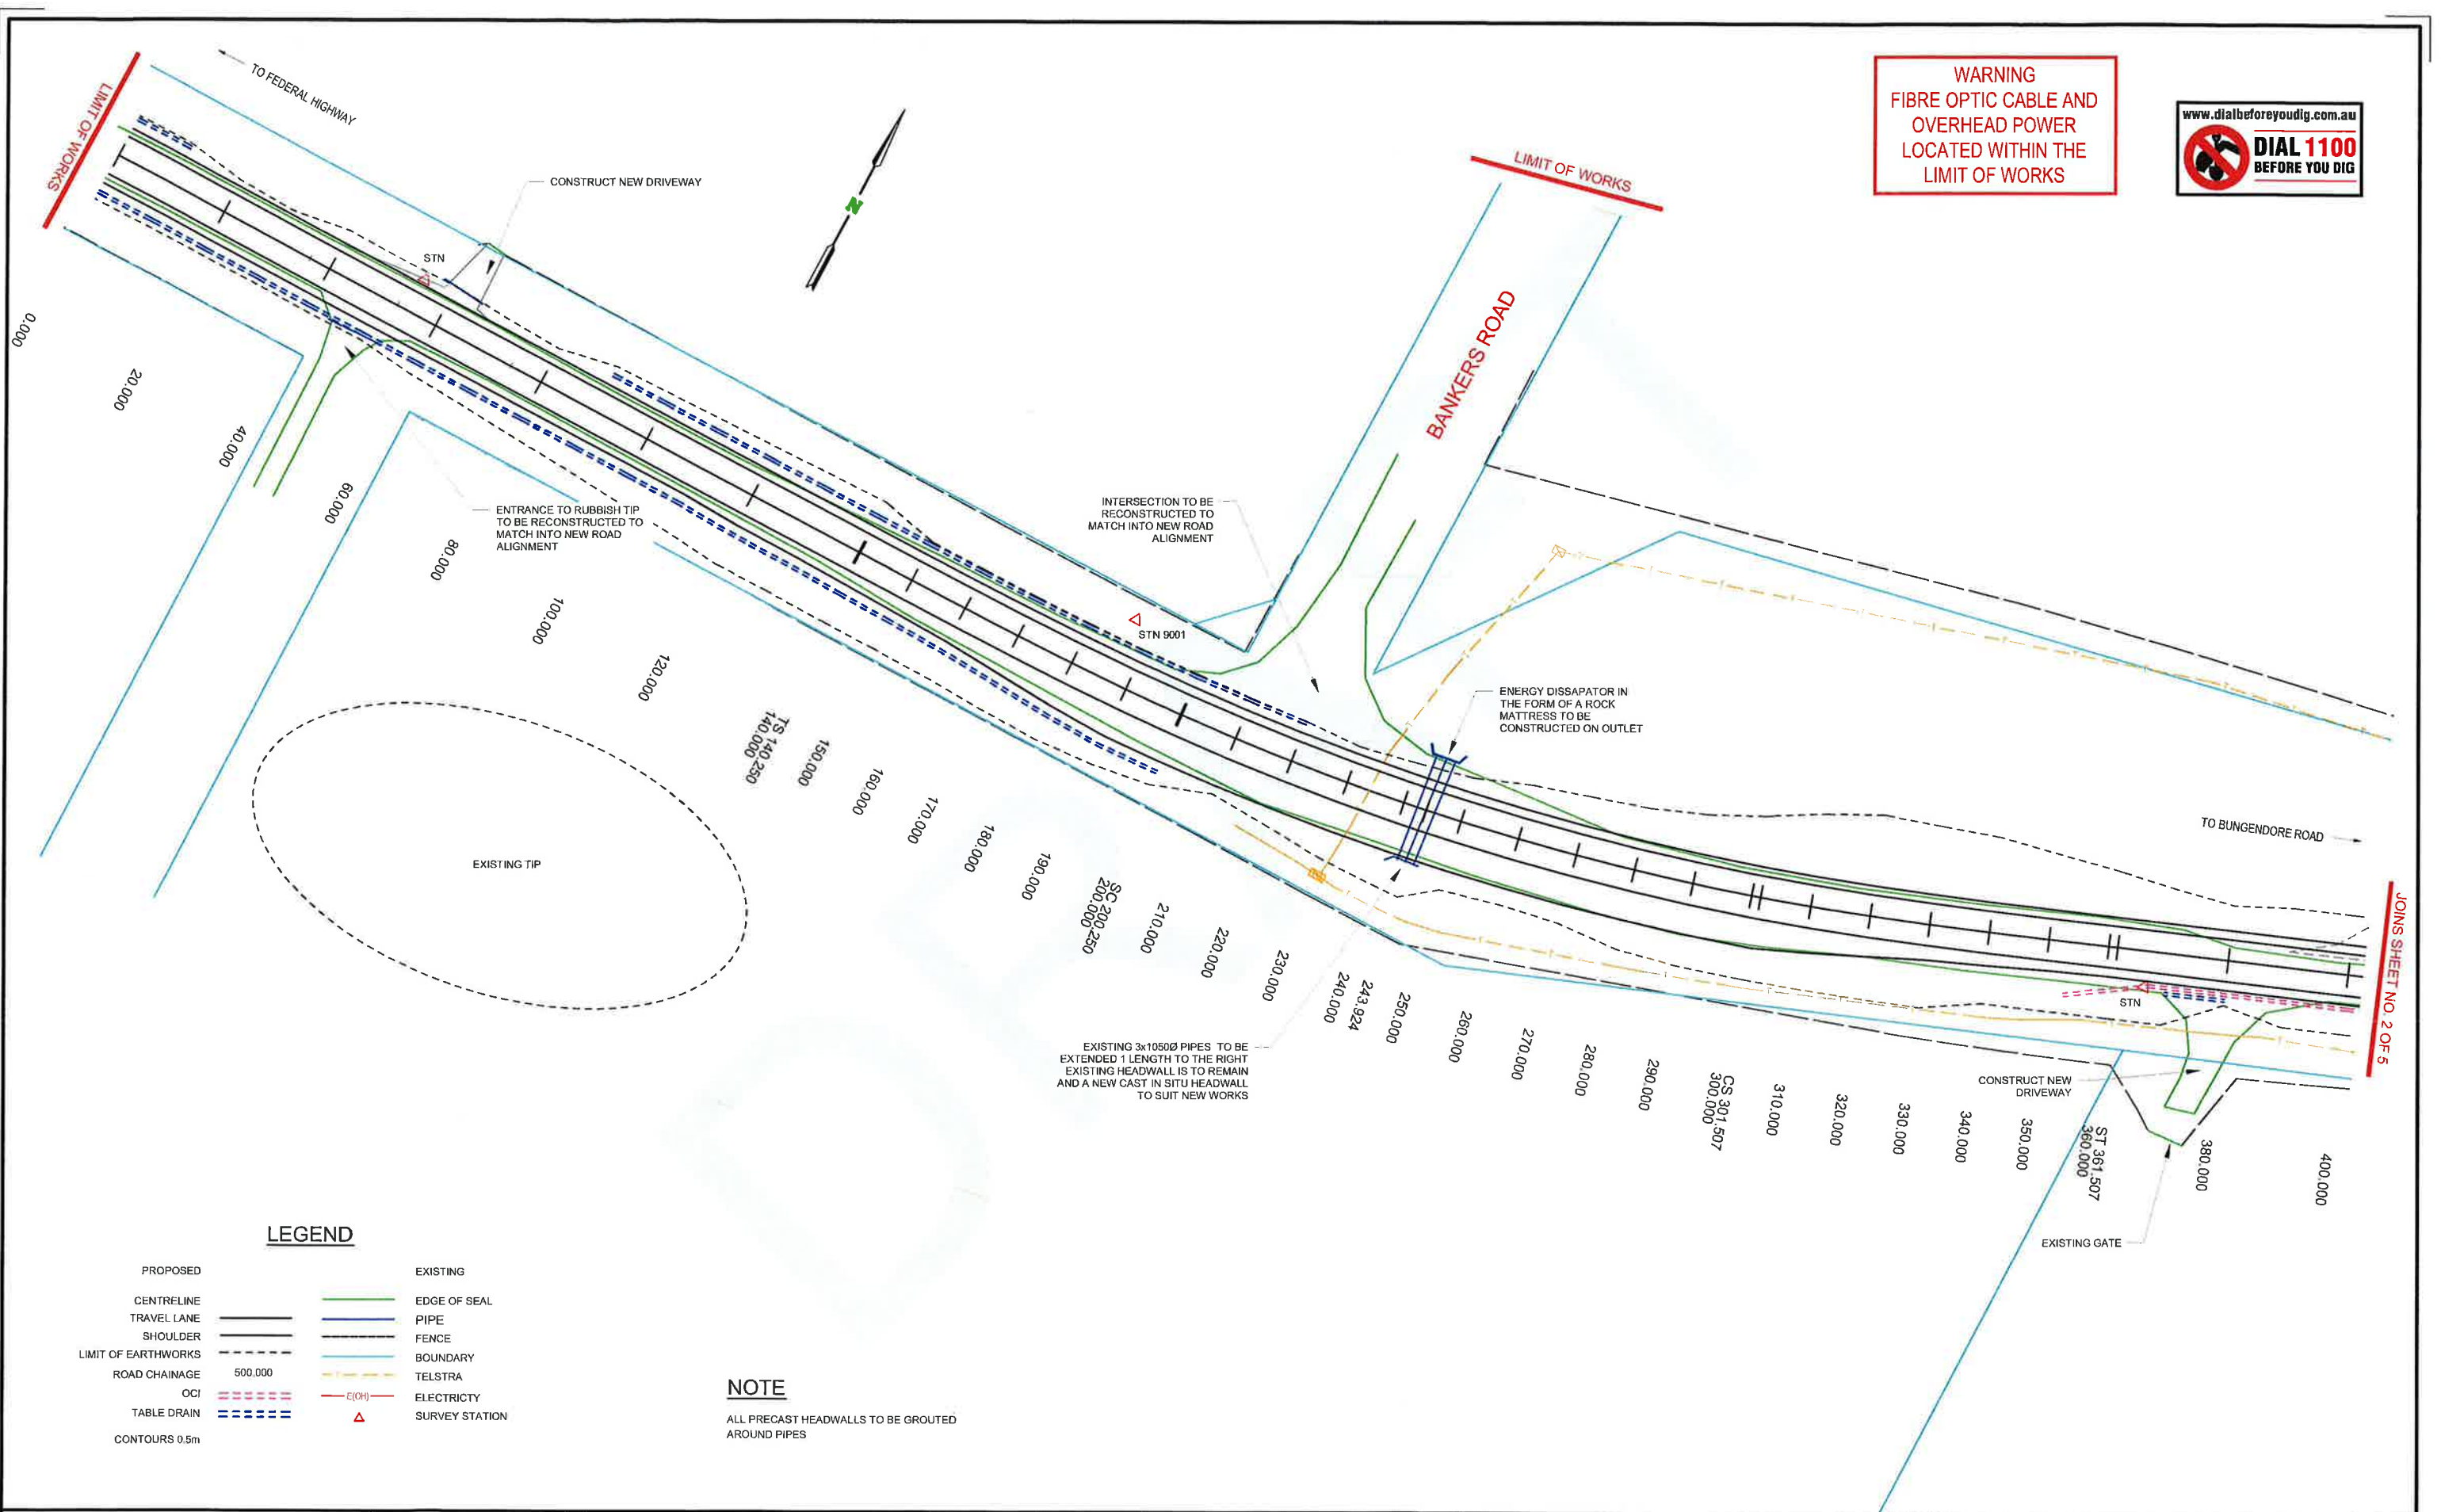 TO FEDERAL HIGHWAY
LIMIT OF WORKS
CONSTRUCT NEW DRIVEWAY
STN
N
LIMIT OF WORKS
WARNING
FIBRE OPTIC CABLE AND
OVERHEAD POWER
LOCATED WITHIN THE
LIMIT OF WORKS
www.dialbeforeyoudig.com.au
DIAL 1100
BEFORE YOU DIG
BANKERS ROAD
ENTRANCE TO RUBBISH TIP
TO BE RECONSTRUCTED TO
MATCH INTO NEW ROAD
ALIGNMENT
INTERSECTION TO BE
RECONSTRUCTED TO
MATCH INTO NEW ROAD
ALIGNMENT
STN 9001
ENERGY DISSAPATOR IN
THE FORM OF A ROCK
MATTRESS TO BE
CONSTRUCTED ON OUTLET
TO BUNGENDORE ROAD
EXISTING TIP
0.000
20.000
40.000
60.000
80.000
100.000
120.000
TS 140.250
140.000
150.000
160.000
170.000
180.000
190.000
SC 200.250
200.000
210.000
220.000
230.000
240.000
243.924
250.000
260.000
270.000
280.000
290.000
CS 301.507
300.000
310.000
320.000
330.000
340.000
350.000
ST 361.507
360.000
380.000
400.000
EXISTING 3x1050Ø PIPES TO BE
EXTENDED 1 LENGTH TO THE RIGHT
EXISTING HEADWALL IS TO REMAIN
AND A NEW CAST IN SITU HEADWALL
TO SUIT NEW WORKS
STN
CONSTRUCT NEW
DRIVEWAY
JOINS SHEET NO. 2 OF 5
EXISTING GATE
LEGEND
PROPOSED
EXISTING
CENTRELINE
EDGE OF SEAL
TRAVEL LANE
PIPE
SHOULDER
FENCE
LIMIT OF EARTHWORKS
BOUNDARY
ROAD CHAINAGE 500.000
TELSTRA
OCI
E(OH)
ELECTRICTY
TABLE DRAIN
SURVEY STATION
CONTOURS 0.5m
NOTE
ALL PRECAST HEADWALLS TO BE GROUTED
AROUND PIPES